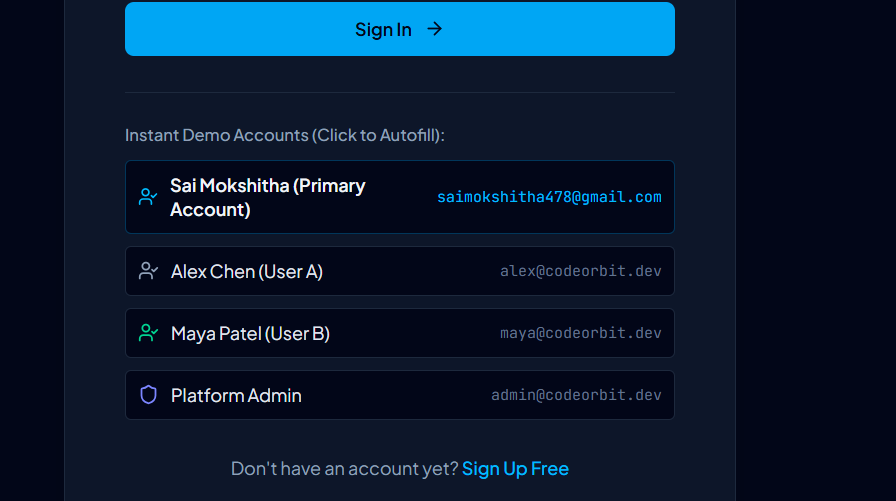 Sign In
Instant Demo Accounts (Click to Autofill):
Sai Mokshitha (Primary
Account)
saimokshitha478@gmail.com
Alex Chen (User A)
alex@codeorbit.dev
Maya Patel (User B)
maya@codeorbit.dev
Platform Admin
admin@codeorbit.dev
Don't have an account yet? Sign Up Free